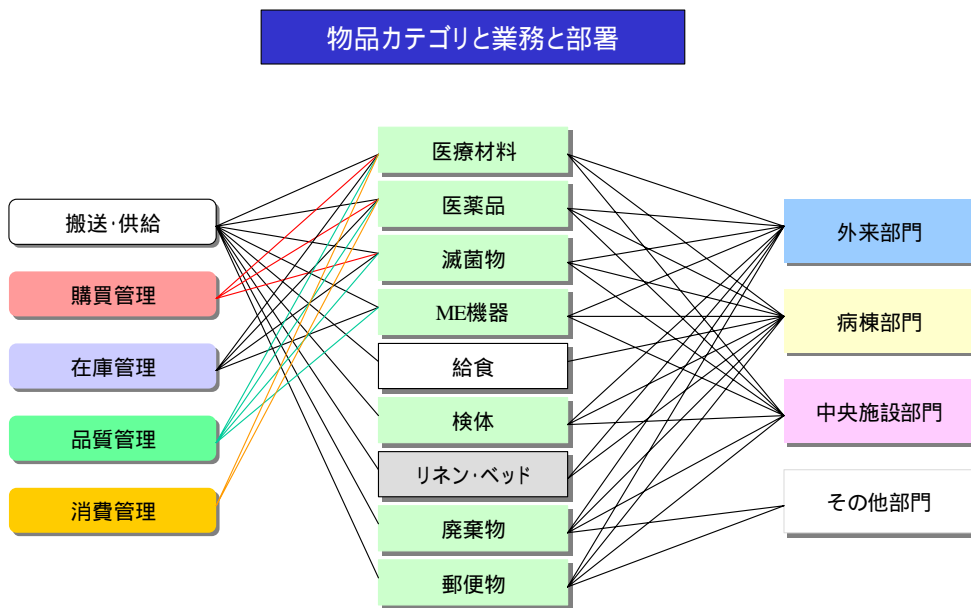 物品カテゴリと業務と部署
搬送･供給
購買管理
在庫管理
品質管理
消費管理
医療材料
医薬品
滅菌物
ME機器
給食
検体
リネン･ベッド
廃棄物
郵便物
外来部門
病棟部門
中央施設部門
その他部門